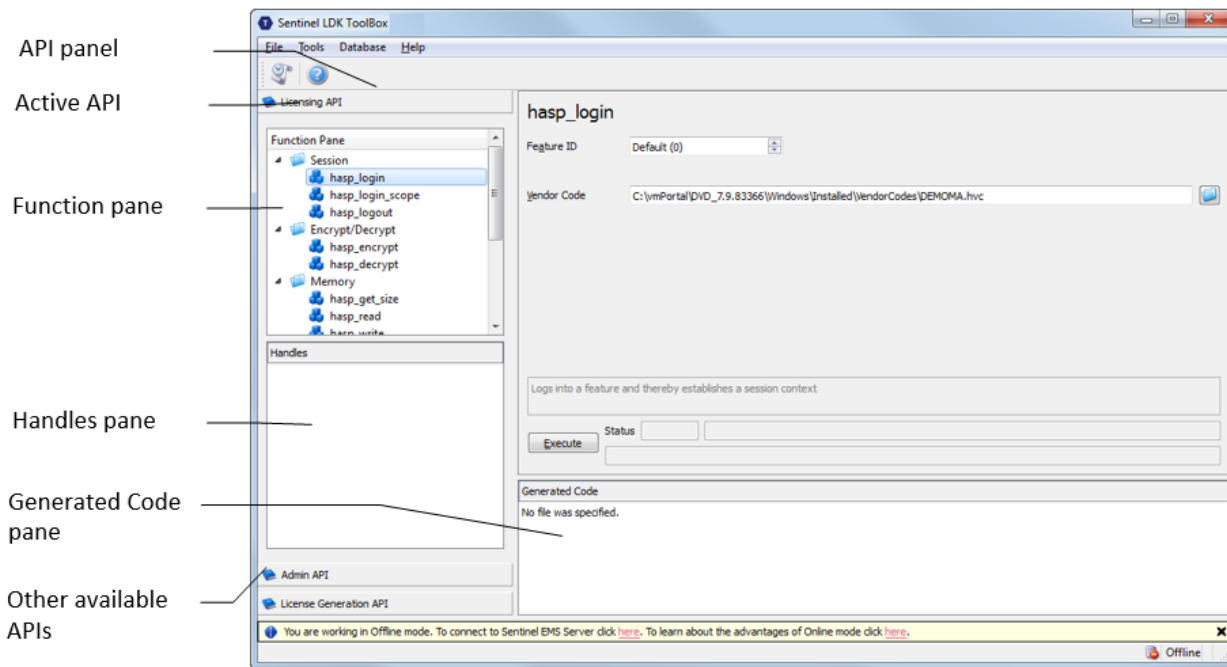 Sentinel LDK ToolBox
API panel
File Tools Database Help
Active API
Licensing API
hasp_login
Function Pane
Feature ID Default (0)
Session
hasp_login
Vendor Code C:\vmPortal\DVD_7.9.83366\Windows\Installed\VendorCodes\DEMOMA.hvc
hasp_login_scope
Function pane
hasp_logout
Encrypt/Decrypt
hasp_encrypt
hasp_decrypt
Memory
hasp_get_size
hasp_read
hasp_write
Handles
Logs into a feature and thereby establishes a session context
Handles pane
Status
Execute
Generated Code
pane
Generated Code
No file was specified.
Admin API
Other available
APIs
License Generation API
You are working in Offline mode. To connect to Sentinel EMS Server click here. To learn about the advantages of Online mode click here.
Offline